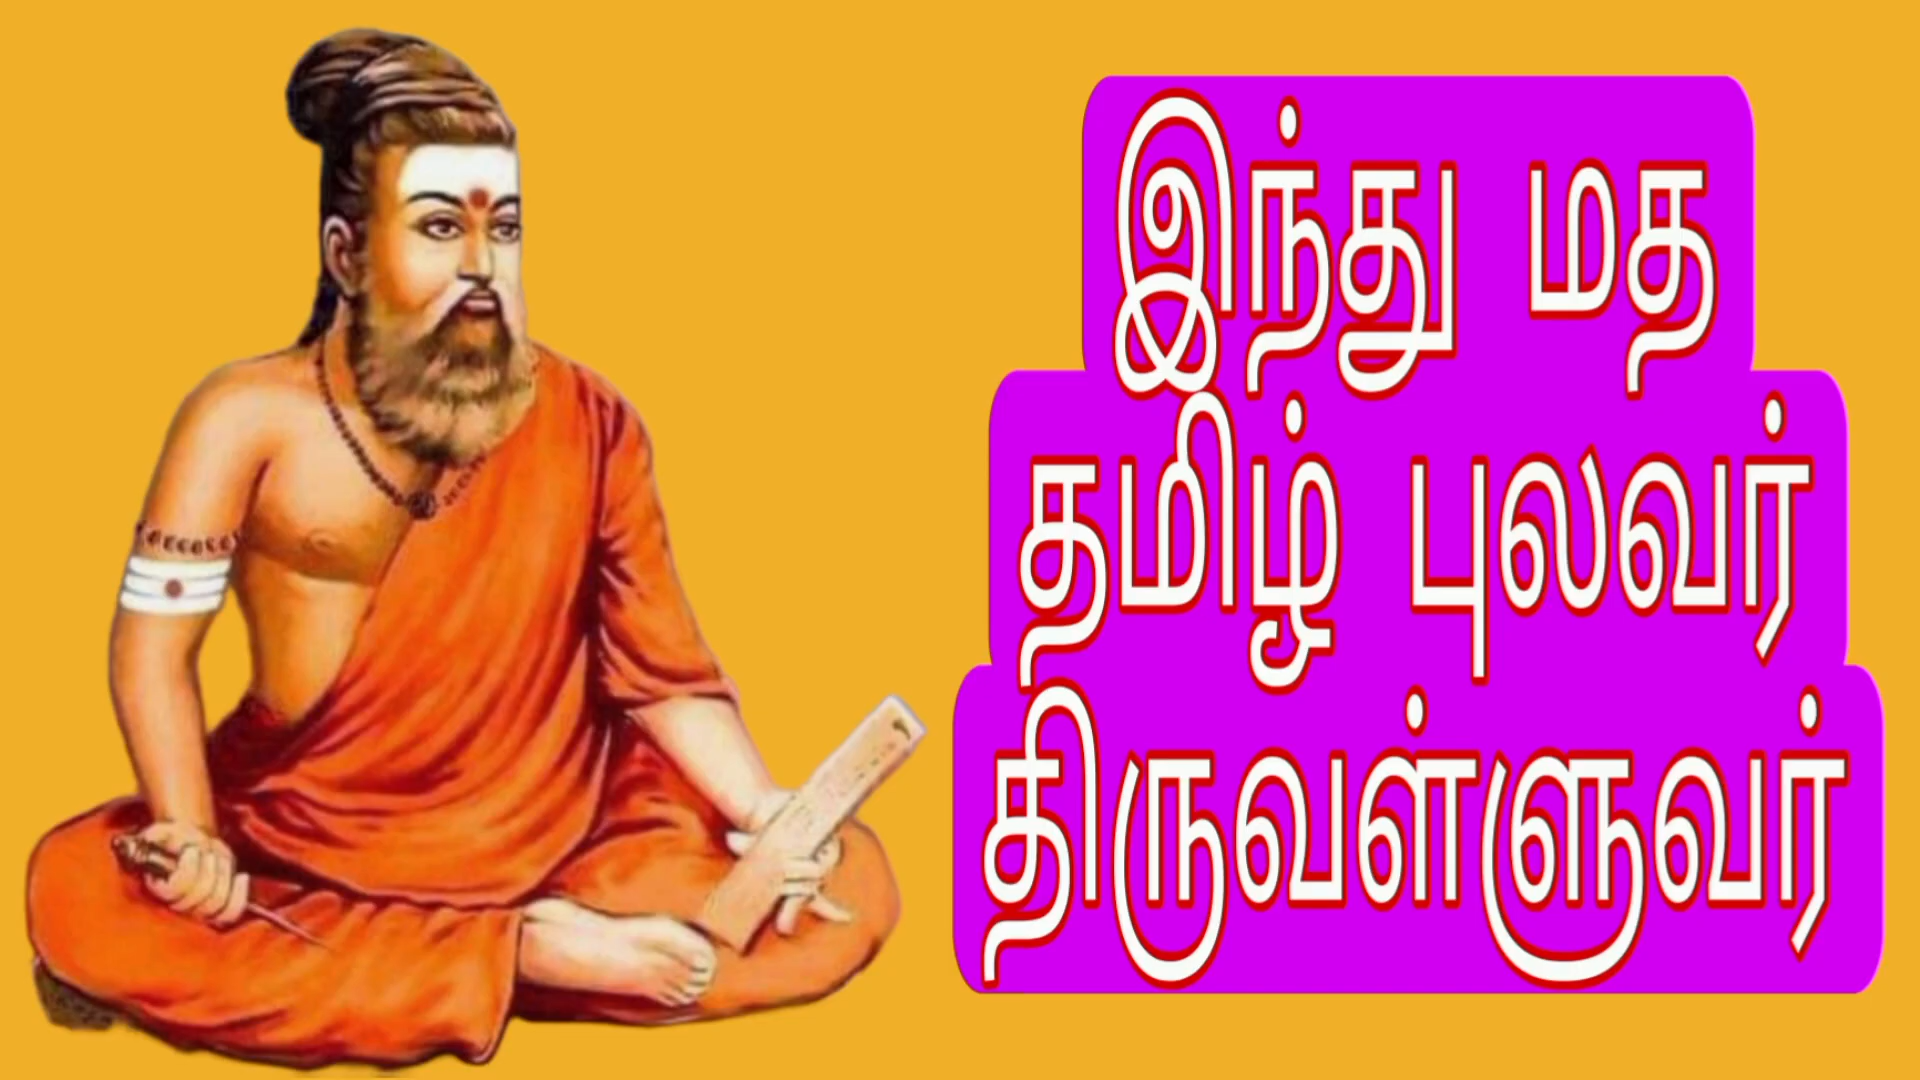 இந்து மத
தமிழ் புலவர்
திருவள்ளுவர்